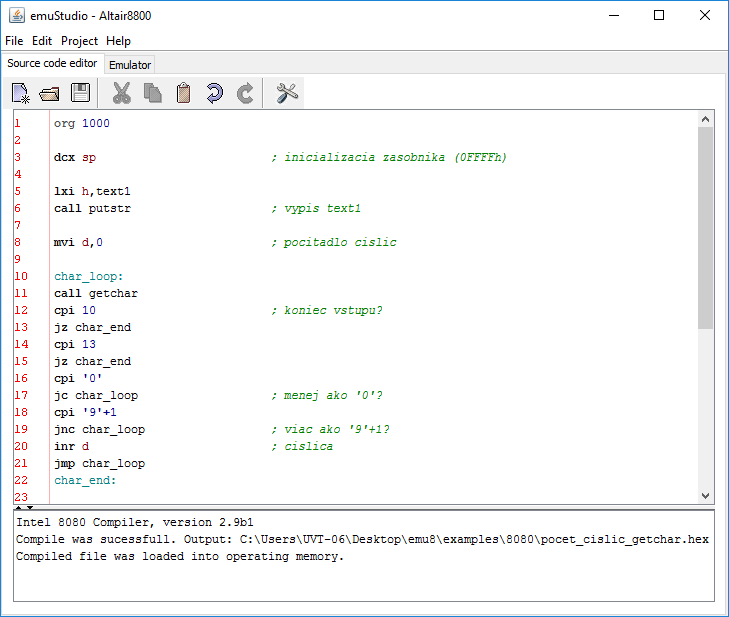 emuStudio - Altair8800
File Edit Project Help
Source code editor Emulator
1 org 1000
2
3 dcx sp ; inicializacia zasobnika (0FFFFh)
4
5 lxi h,text1
6 call putstr ; vypis text1
7
8 mvi d,0 ; pocitadlo cislic
9
10 char_loop:
11 call getchar
12 cpi 10 ; koniec vstupu?
13 jz char_end
14 cpi 13
15 jz char_end
16 cpi '0'
17 jc char_loop ; menej ako '0'?
18 cpi '9'+1
19 jnc char_loop ; viac ako '9'+1?
20 inr d ; cislica
21 jmp char_loop
22 char_end:
23
Intel 8080 Compiler, version 2.9b1
Compile was sucessfull. Output: C:\Users\UVT-06\Desktop\emu8\examples\8080\pocet_cislic_getchar.hex
Compiled file was loaded into operating memory.